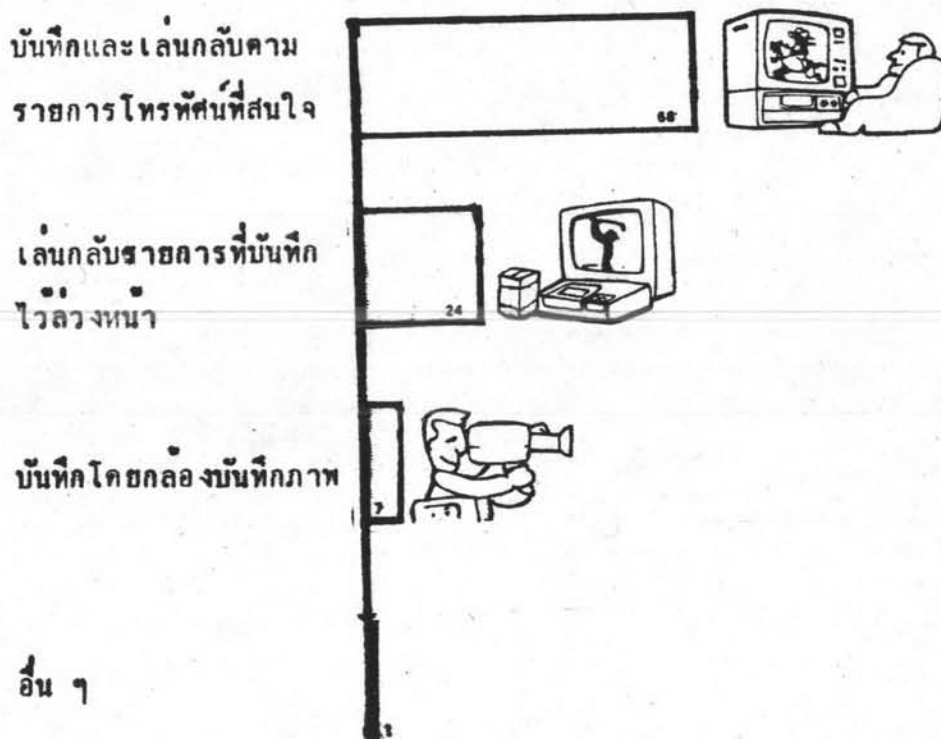 บันทึกและเล่นกลับตาม
รายการโทรทัศน์ที่สนใจ
68
เล่นกลับรายการที่บันทึก
ไว้ล่วงหน้า
24
บันทึกโดยกล้องบันทึกภาพ
7
อื่น ๆ